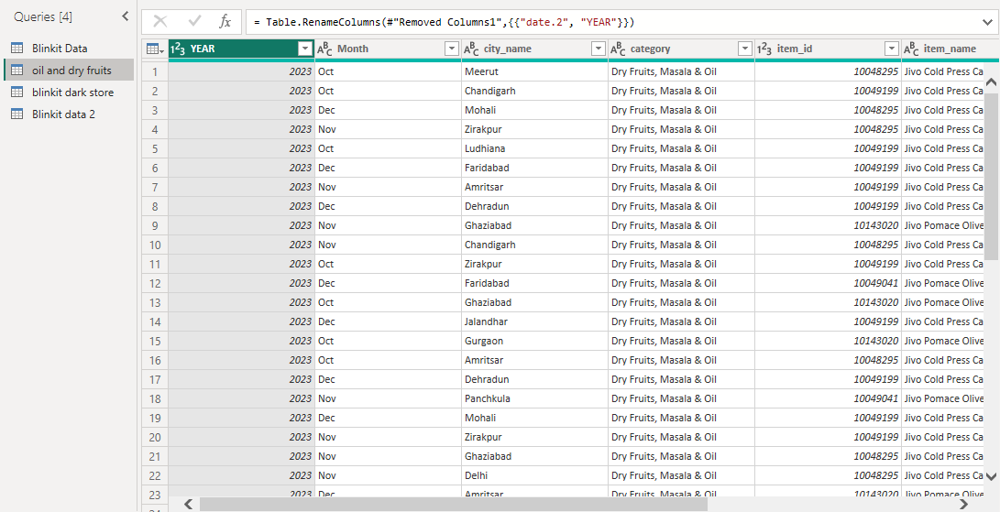 Queries [4]
Blinkit Data
oil and dry fruits
blinkit dark store
Blinkit data 2
fx = Table.RenameColumns(#"Removed Columns1",{{"date.2", "YEAR"}})
123 YEAR ABC Month ABC city_name ABC category 123 item_id ABC item_name
1 2023 Oct Meerut Dry Fruits, Masala & Oil 10048295 Jivo Cold Press Ca
2 2023 Oct Chandigarh Dry Fruits, Masala & Oil 10049199 Jivo Cold Press Ca
3 2023 Dec Mohali Dry Fruits, Masala & Oil 10048295 Jivo Cold Press Ca
4 2023 Nov Zirakpur Dry Fruits, Masala & Oil 10048295 Jivo Cold Press Ca
5 2023 Oct Ludhiana Dry Fruits, Masala & Oil 10049199 Jivo Cold Press Ca
6 2023 Dec Faridabad Dry Fruits, Masala & Oil 10049199 Jivo Cold Press Ca
7 2023 Nov Amritsar Dry Fruits, Masala & Oil 10049199 Jivo Cold Press Ca
8 2023 Dec Dehradun Dry Fruits, Masala & Oil 10049199 Jivo Cold Press Ca
9 2023 Nov Ghaziabad Dry Fruits, Masala & Oil 10143020 Jivo Pomace Olive
10 2023 Nov Chandigarh Dry Fruits, Masala & Oil 10048295 Jivo Cold Press Ca
11 2023 Oct Zirakpur Dry Fruits, Masala & Oil 10049199 Jivo Cold Press Ca
12 2023 Dec Faridabad Dry Fruits, Masala & Oil 10049041 Jivo Pomace Olive
13 2023 Oct Ghaziabad Dry Fruits, Masala & Oil 10143020 Jivo Pomace Olive
14 2023 Dec Jalandhar Dry Fruits, Masala & Oil 10049199 Jivo Cold Press Ca
15 2023 Oct Gurgaon Dry Fruits, Masala & Oil 10143020 Jivo Pomace Olive
16 2023 Oct Amritsar Dry Fruits, Masala & Oil 10048295 Jivo Cold Press Ca
17 2023 Dec Dehradun Dry Fruits, Masala & Oil 10049199 Jivo Cold Press Ca
18 2023 Nov Panchkula Dry Fruits, Masala & Oil 10049041 Jivo Pomace Olive
19 2023 Dec Mohali Dry Fruits, Masala & Oil 10049199 Jivo Cold Press Ca
20 2023 Nov Zirakpur Dry Fruits, Masala & Oil 10049199 Jivo Cold Press Ca
21 2023 Nov Ghaziabad Dry Fruits, Masala & Oil 10048295 Jivo Cold Press Ca
22 2023 Nov Delhi Dry Fruits, Masala & Oil 10048295 Jivo Cold Press Ca
23 2023 Dec Amritsar Dry Fruits, Masala & Oil 10143020 Jivo Pomace Olive